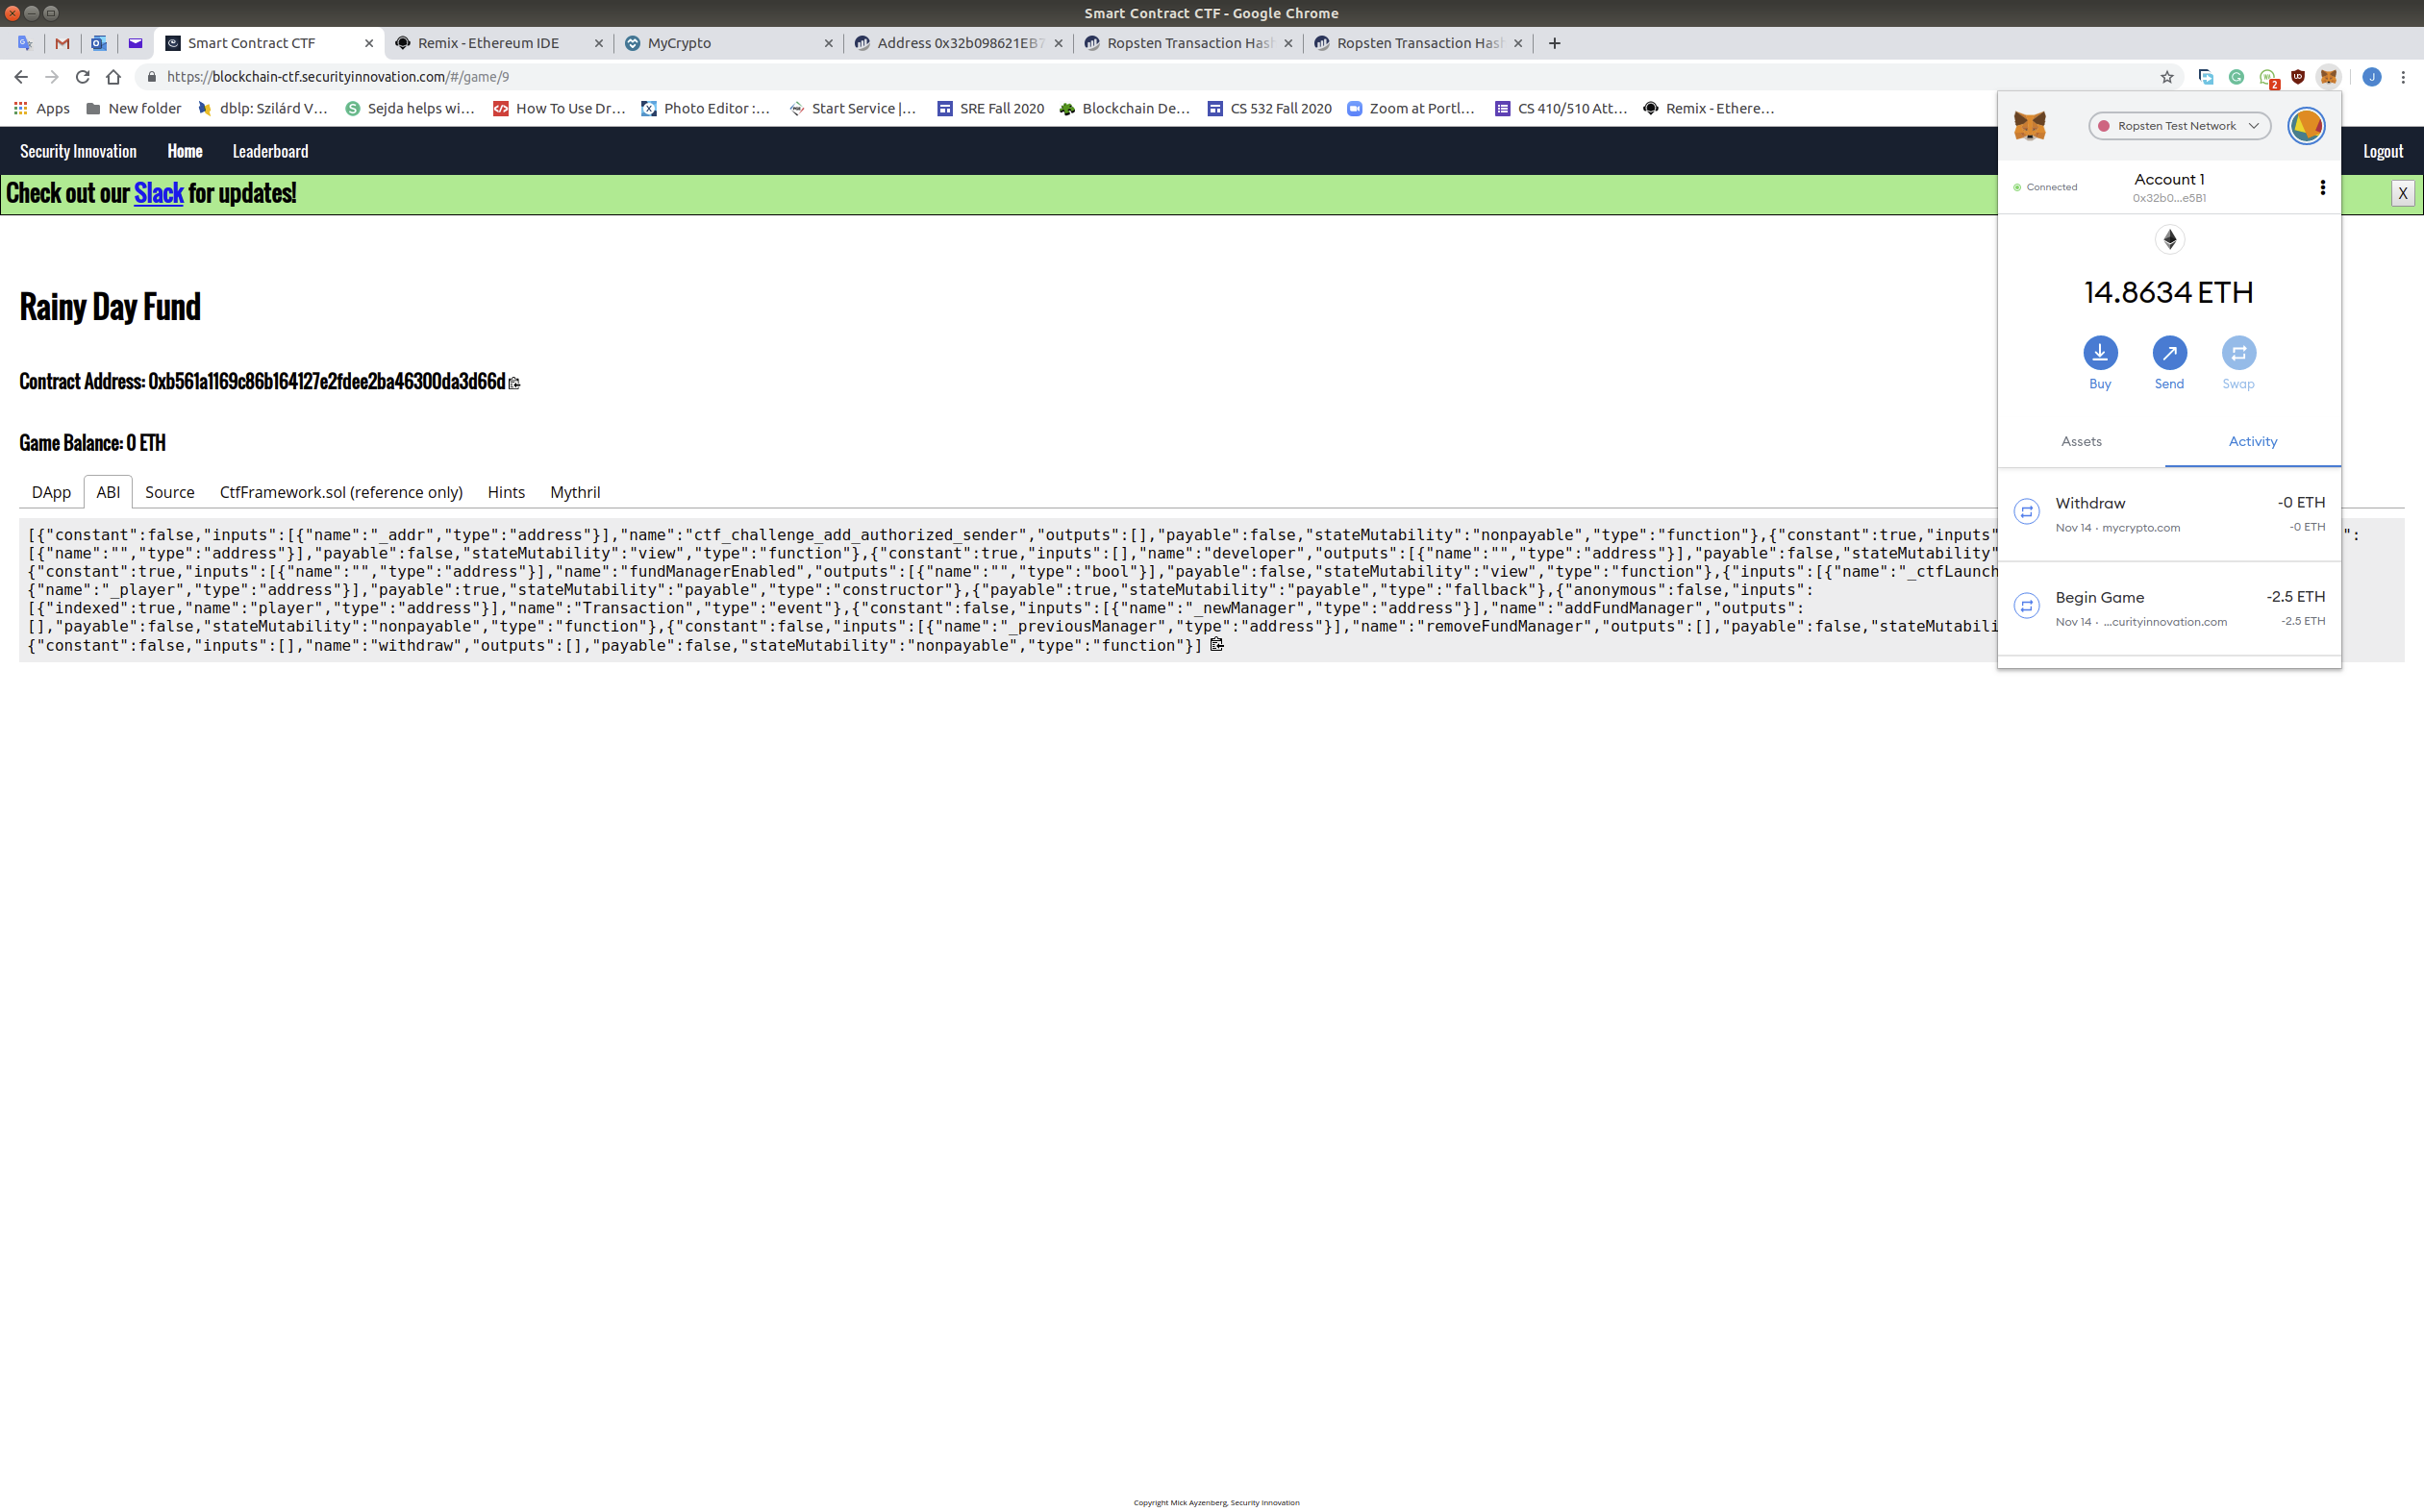 Smart Contract CTF - Google Chrome
Smart Contract CTF
Remix - Ethereum IDE
MyCrypto
Address 0x32b098621EB7
Ropsten Transaction Hash
Ropsten Transaction Hash
https://blockchain-ctf.securityinnovation.com/#/game/9
2
J
Apps
New folder
dblp: Szilárd V...
Sejda helps wi...
How To Use Dr...
Photo Editor :...
Start Service |...
SRE Fall 2020
Blockchain De...
CS 532 Fall 2020
Zoom at Portl...
CS 410/510 Att...
Remix - Ethere...
Security Innovation
Home
Leaderboard
Logout
Check out our Slack for updates!
X
Rainy Day Fund
Contract Address: 0xb561a1169c86b164127e2fdee2ba46300da3d66d
Game Balance: 0 ETH
DApp
ABI
Source
CtfFramework.sol (reference only)
Hints
Mythril
[{"constant":false,"inputs":[{"name":"_addr","type":"address"}],"name":"ctf_challenge_add_authorized_sender","outputs":[],"payable":false,"stateMutability":"nonpayable","type":"function"},{"constant":true,"inputs" ":
[{"name":"","type":"address"}],"payable":false,"stateMutability":"view","type":"function"},{"constant":true,"inputs":[],"name":"developer","outputs":[{"name":"","type":"address"}],"payable":false,"stateMutability"
{"constant":true,"inputs":[{"name":"","type":"address"}],"name":"fundManagerEnabled","outputs":[{"name":"","type":"bool"}],"payable":false,"stateMutability":"view","type":"function"},{"inputs":[{"name":"_ctfLaunch
{"name":"_player","type":"address"}],"payable":true,"stateMutability":"payable","type":"constructor"},{"payable":true,"stateMutability":"payable","type":"fallback"},{"anonymous":false,"inputs":
[{"indexed":true,"name":"player","type":"address"}],"name":"Transaction","type":"event"},{"constant":false,"inputs":[{"name":"_newManager","type":"address"}],"name":"addFundManager","outputs":
[],"payable":false,"stateMutability":"nonpayable","type":"function"},{"constant":false,"inputs":[{"name":"_previousManager","type":"address"}],"name":"removeFundManager","outputs":[],"payable":false,"stateMutabili
{"constant":false,"inputs":[],"name":"withdraw","outputs":[],"payable":false,"stateMutability":"nonpayable","type":"function"}]
Ropsten Test Network
Connected
Account 1
0x32b0...e5B1
14.8634 ETH
Buy
Send
Swap
Assets
Activity
Withdraw
-0 ETH
Nov 14 · mycrypto.com
-0 ETH
Begin Game
-2.5 ETH
Nov 14 · ...curityinnovation.com
-2.5 ETH
Copyright Mick Ayzenberg, Security Innovation